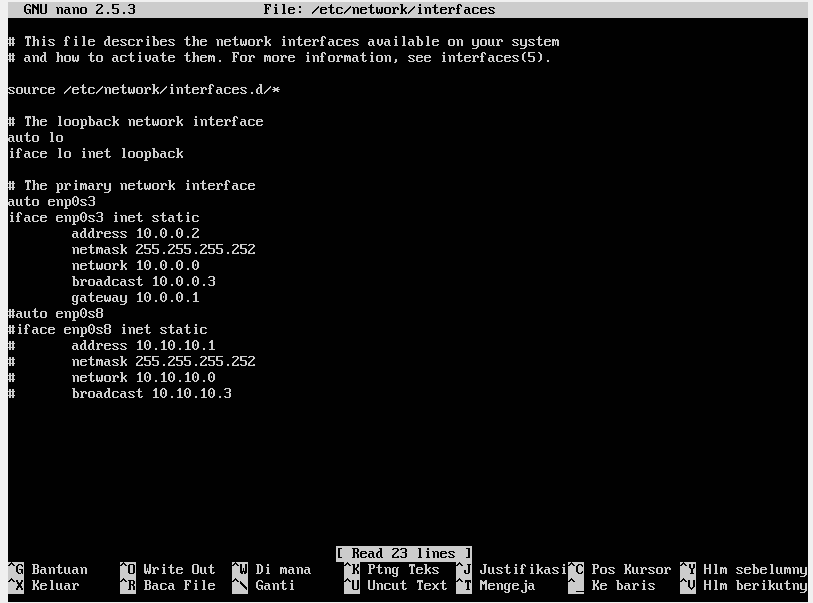 GNU nano 2.5.3 File: /etc/network/interfaces
# This file describes the network interfaces available on your system
# and how to activate them. For more information, see interfaces(5).
source /etc/network/interfaces.d/*
# The loopback network interface
auto lo
iface lo inet loopback
# The primary network interface
auto enp0s3
iface enp0s3 inet static
address 10.0.0.2
netmask 255.255.255.252
network 10.0.0.0
broadcast 10.0.0.3
gateway 10.0.0.1
#auto enp0s8
#iface enp0s8 inet static
# address 10.10.10.1
# netmask 255.255.255.252
# network 10.10.10.0
# broadcast 10.10.10.3
[ Read 23 lines ]
^G Bantuan ^O Write Out ^W Di mana ^K Ptng Teks ^J Justifikasi ^C Pos Kursor ^Y Hlm sebelumny
^X Keluar ^R Baca File ^\ Ganti ^U Uncut Text ^T Mengeja ^_ Ke baris ^V Hlm berikutny